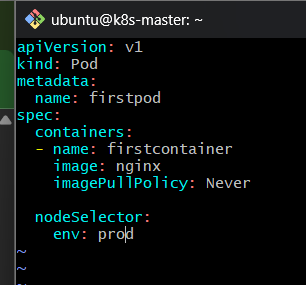 ubuntu@k8s-master: ~
apiVersion: v1
kind: Pod
metadata:
  name: firstpod
spec:
  containers:
  - name: firstcontainer
    image: nginx
    imagePullPolicy: Never

  nodeSelector:
    env: prod
~
~
~